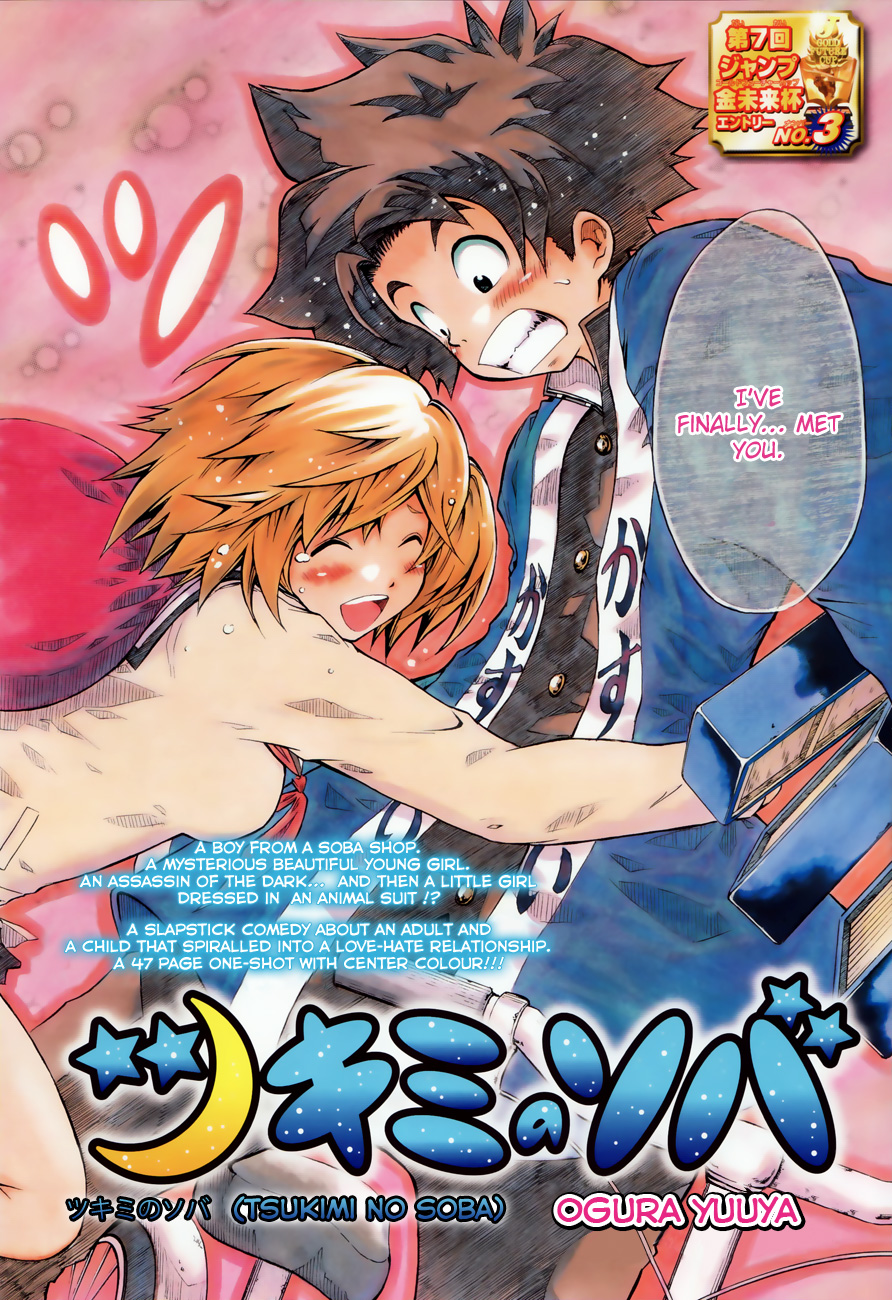 第7回
ジャンプ
金未来杯
エントリー
NO.3
J
GOLD
FUTURE
CUP
I'VE
FINALLY... MET
YOU.
かす
かす
い
A BOY FROM A SOBA SHOP.
A MYSTERIOUS BEAUTIFUL YOUNG GIRL.
AN ASSASSIN OF THE DARK... AND THEN A LITTLE GIRL
DRESSED IN AN ANIMAL SUIT !?
A SLAPSTICK COMEDY ABOUT AN ADULT AND
A CHILD THAT SPIRALLED INTO A LOVE-HATE RELATIONSHIP.
A 47 PAGE ONE-SHOT WITH CENTER COLOUR!!!
ツキミのソバ
ツキミのソバ (TSUKIMI NO SOBA) OGURA YUUYA